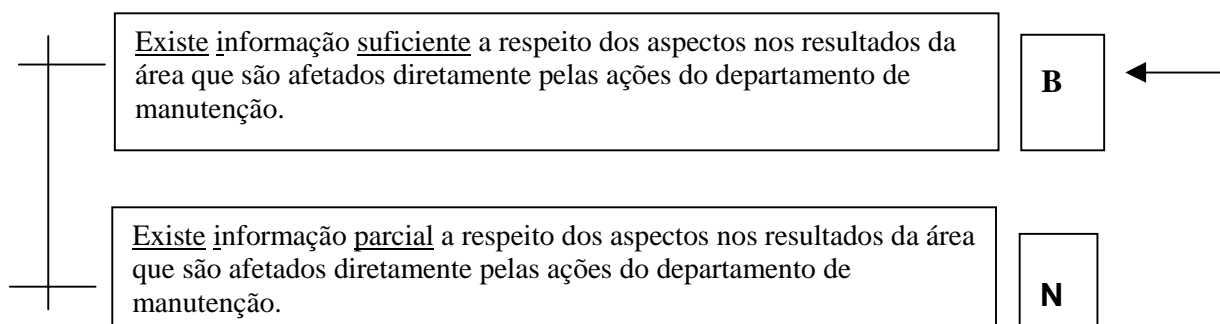 Existe informação suficiente a respeito dos aspectos nos resultados da
área que são afetados diretamente pelas ações do departamento de
manutenção.
B
Existe informação parcial a respeito dos aspectos nos resultados da área
que são afetados diretamente pelas ações do departamento de
manutenção.
N